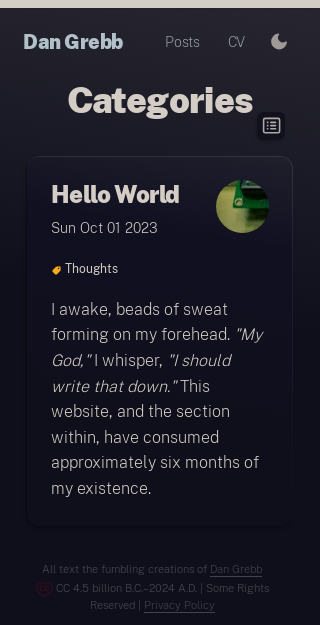 Dan Grebb Posts CV
Categories
Hello World
Sun Oct 01 2023
Thoughts
I awake, beads of sweat
forming on my forehead. "My
God," I whisper, "I should
write that down." This
website, and the section
within, have consumed
approximately six months of
my existence.
All text the fumbling creations of Dan Grebb
CC 4.5 billion B.C.–2024 A.D. | Some Rights
Reserved | Privacy Policy